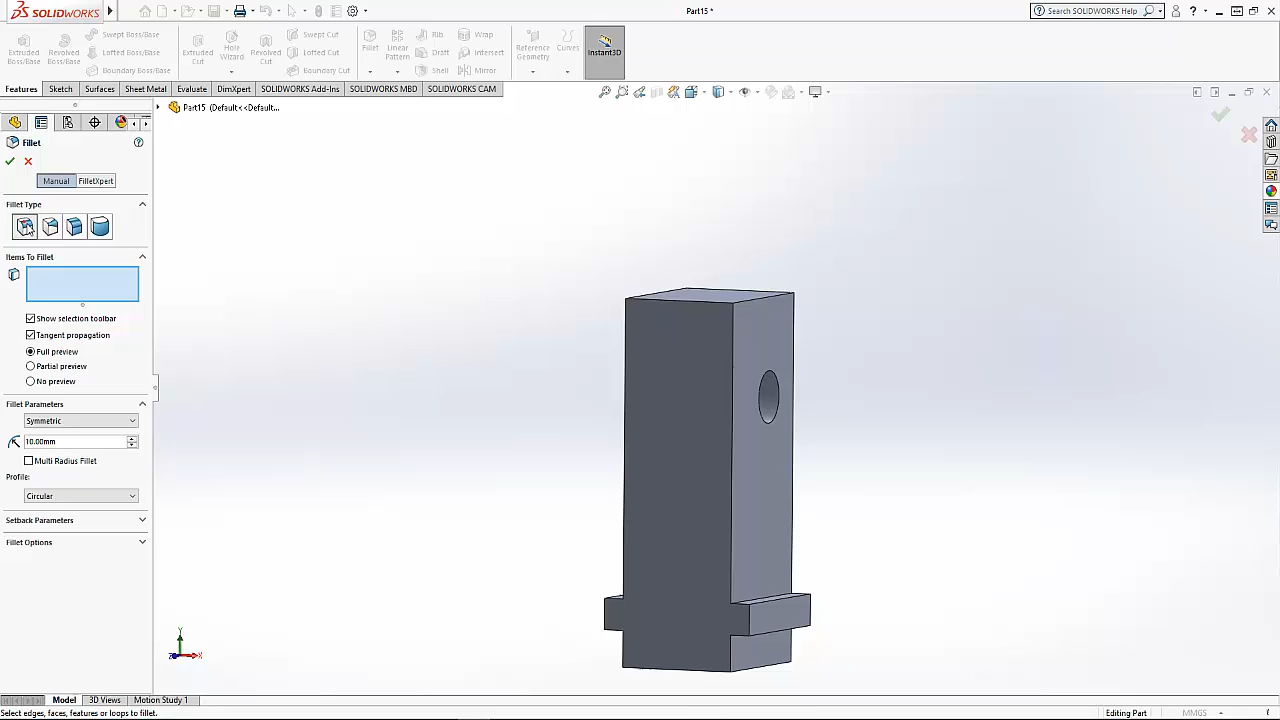 SOLIDWORKS
Part15 *
Search SOLIDWORKS Help
Extruded Boss/Base
Revolved Boss/Base
Swept Boss/Base
Lofted Boss/Base
Boundary Boss/Base
Extruded Cut
Hole Wizard
Revolved Cut
Swept Cut
Lofted Cut
Boundary Cut
Fillet
Linear Pattern
Rib
Draft
Shell
Wrap
Intersect
Mirror
Reference Geometry
Curves
Instant3D
Features
Sketch
Surfaces
Sheet Metal
Evaluate
DimXpert
SOLIDWORKS Add-Ins
SOLIDWORKS MBD
SOLIDWORKS CAM
Part15 (Default<<Default...
Fillet
Manual
FilletXpert
Fillet Type
Items To Fillet
Show selection toolbar
Tangent propagation
Full preview
Partial preview
No preview
Fillet Parameters
Symmetric
10.00mm
Multi Radius Fillet
Profile:
Circular
Setback Parameters
Fillet Options
Y
X
Z
Model
3D Views
Motion Study 1
Select edges, faces, features or loops to fillet.
Editing Part
MMGS